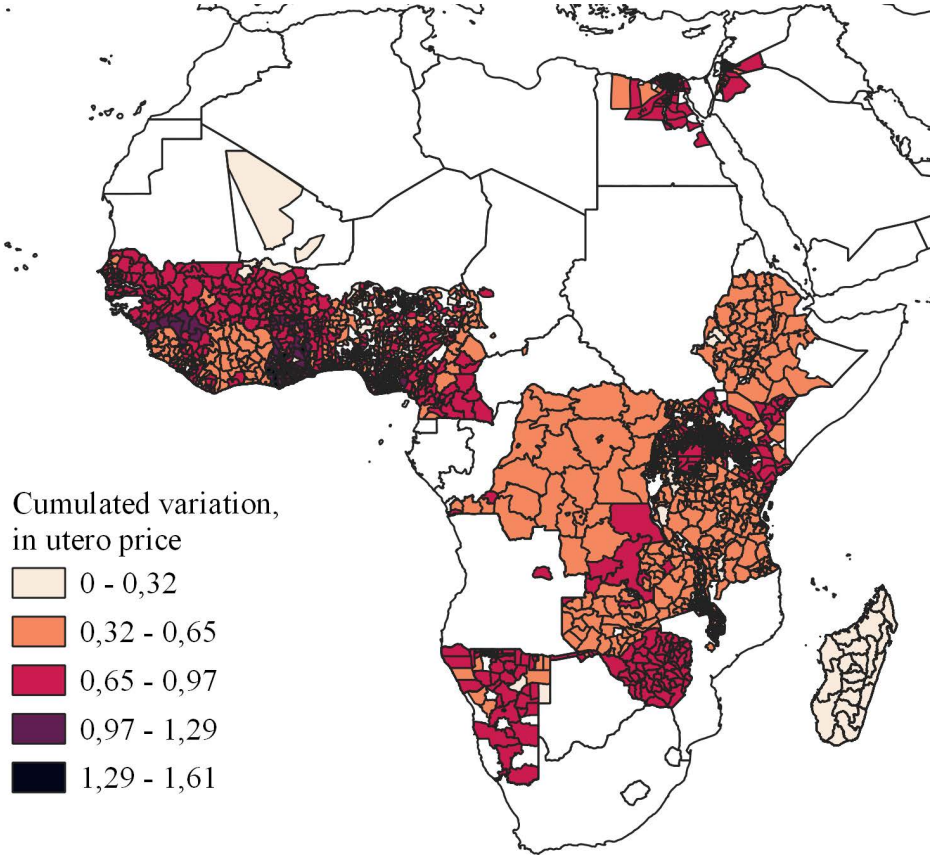 Cumulated variation,
in utero price
0 - 0,32
0,32 - 0,65
0,65 - 0,97
0,97 - 1,29
1,29 - 1,61